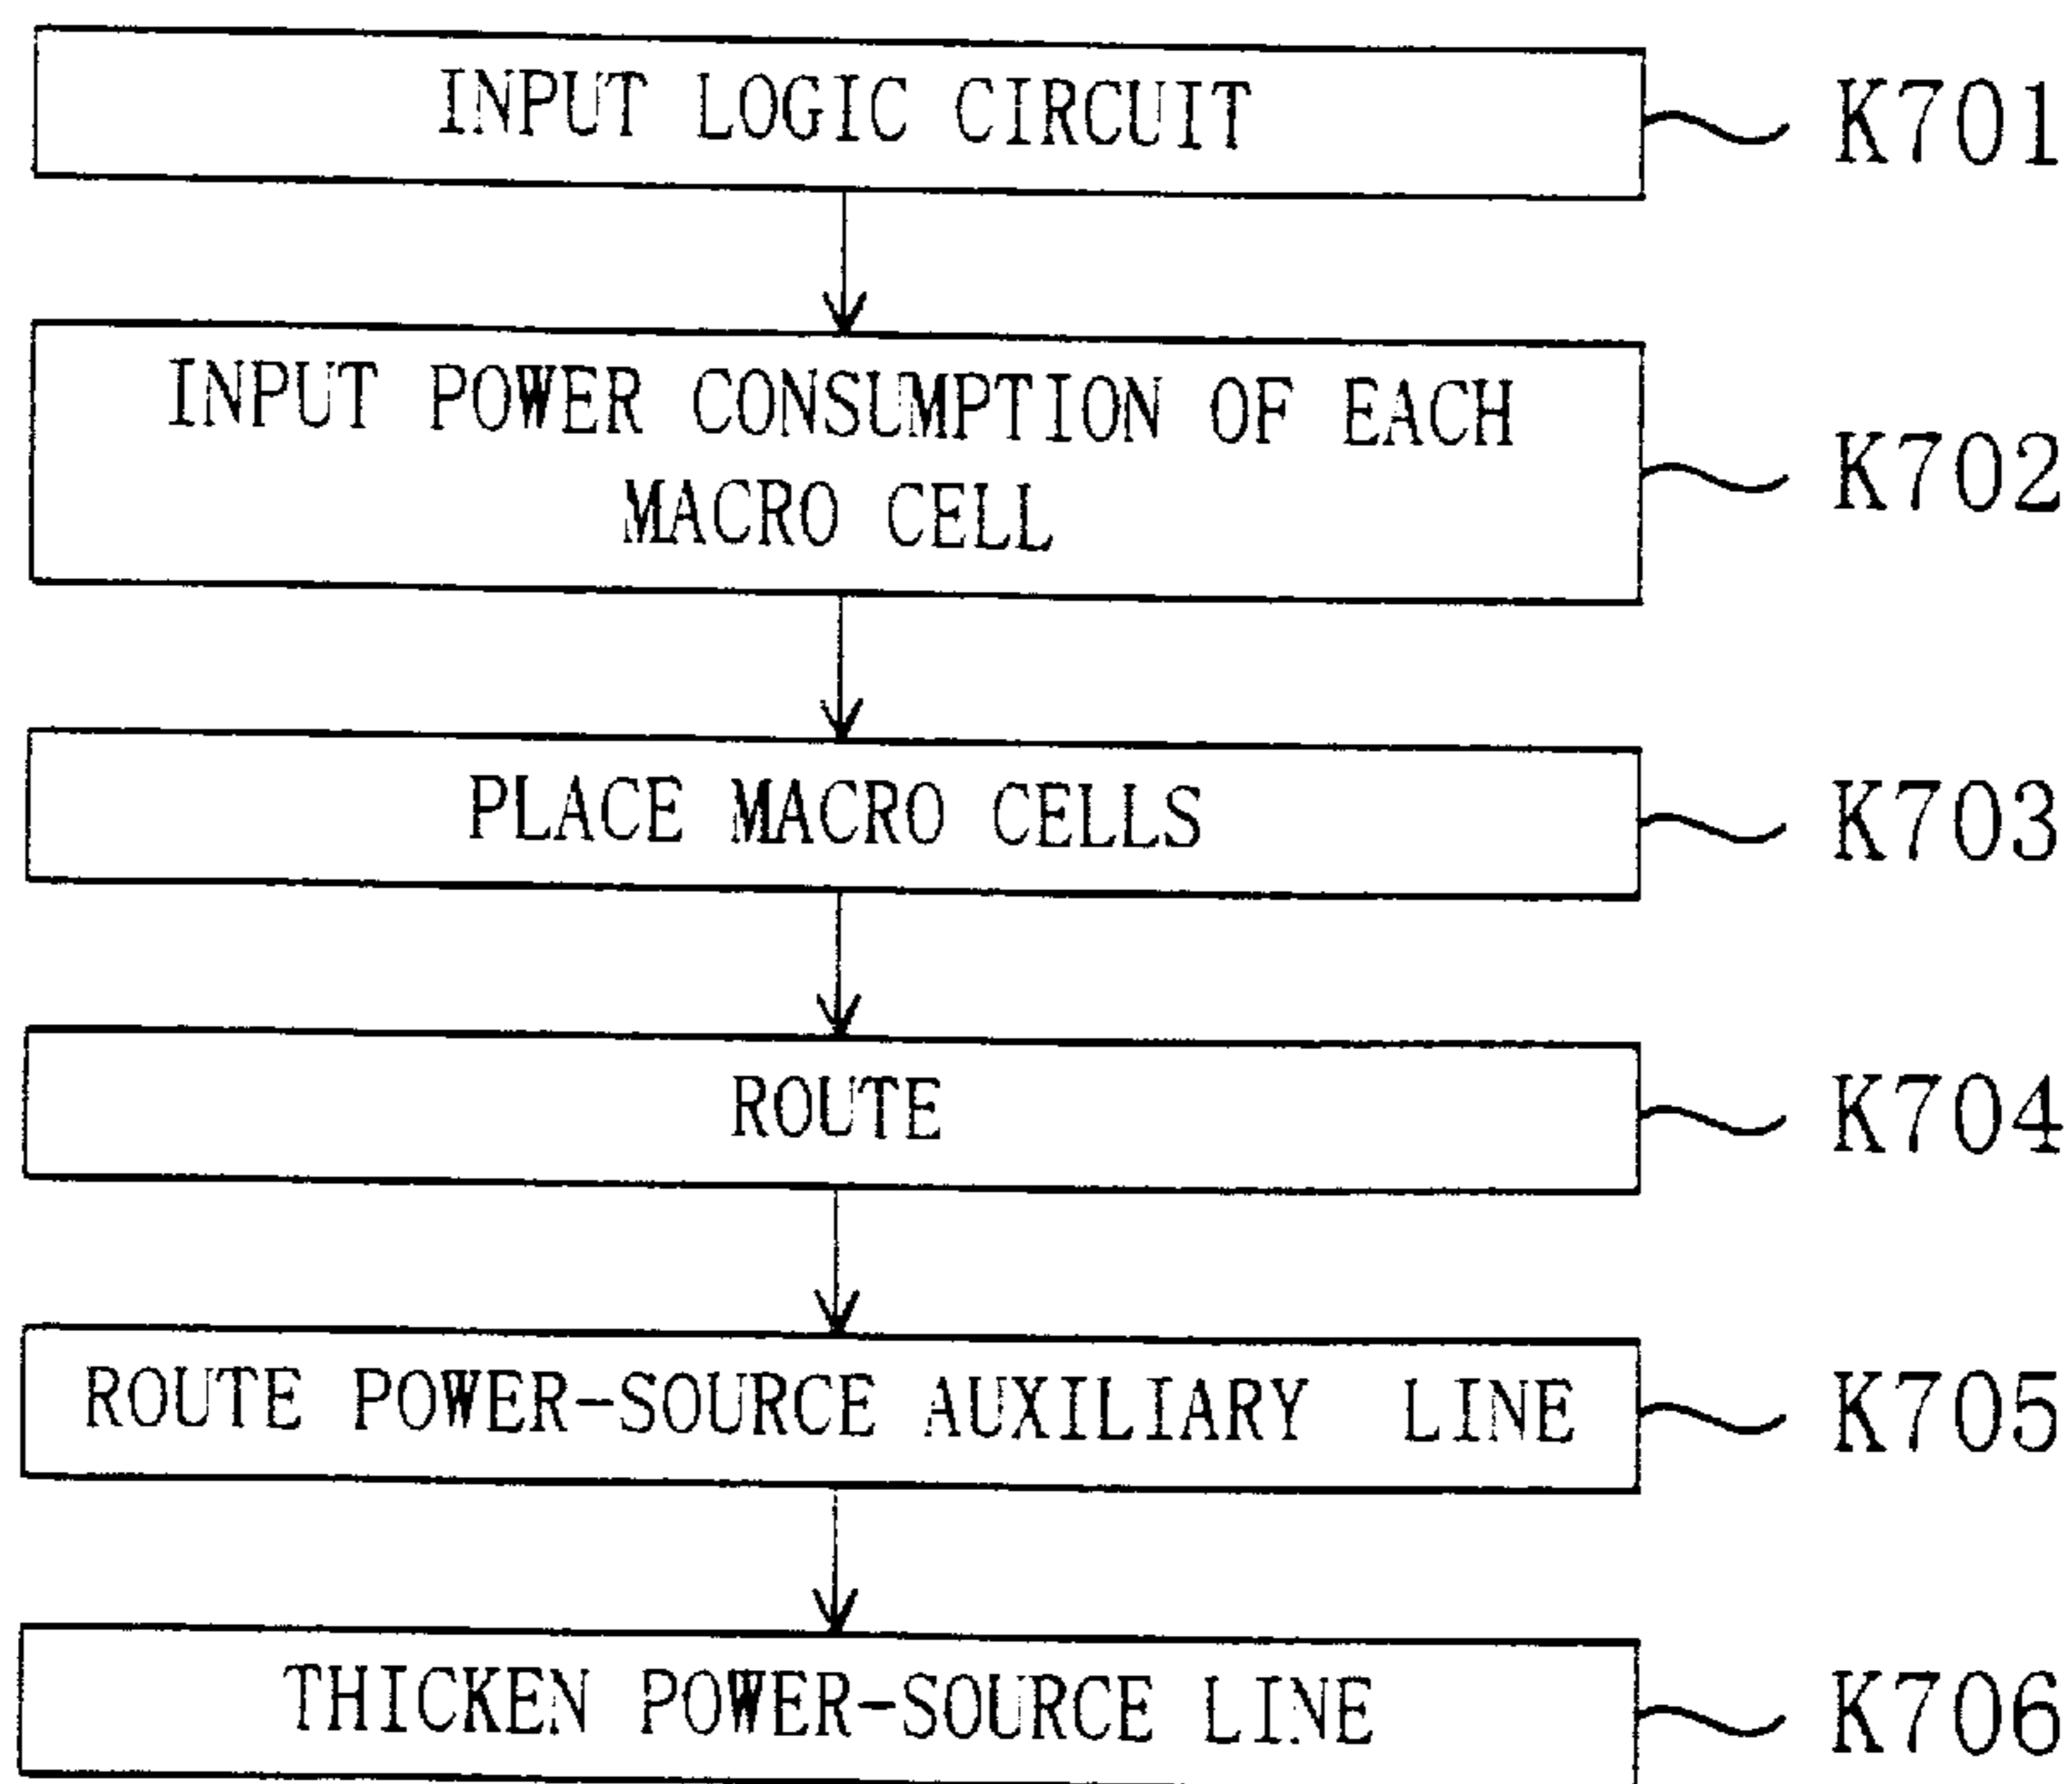 INPUT LOGIC CIRCUIT
K701
INPUT POWER CONSUMPTION OF EACH
MACRO CELL
K702
PLACE MACRO CELLS
K703
ROUTE
K704
ROUTE POWER-SOURCE AUXILIARY LINE
K705
THICKEN POWER-SOURCE LINE
K706